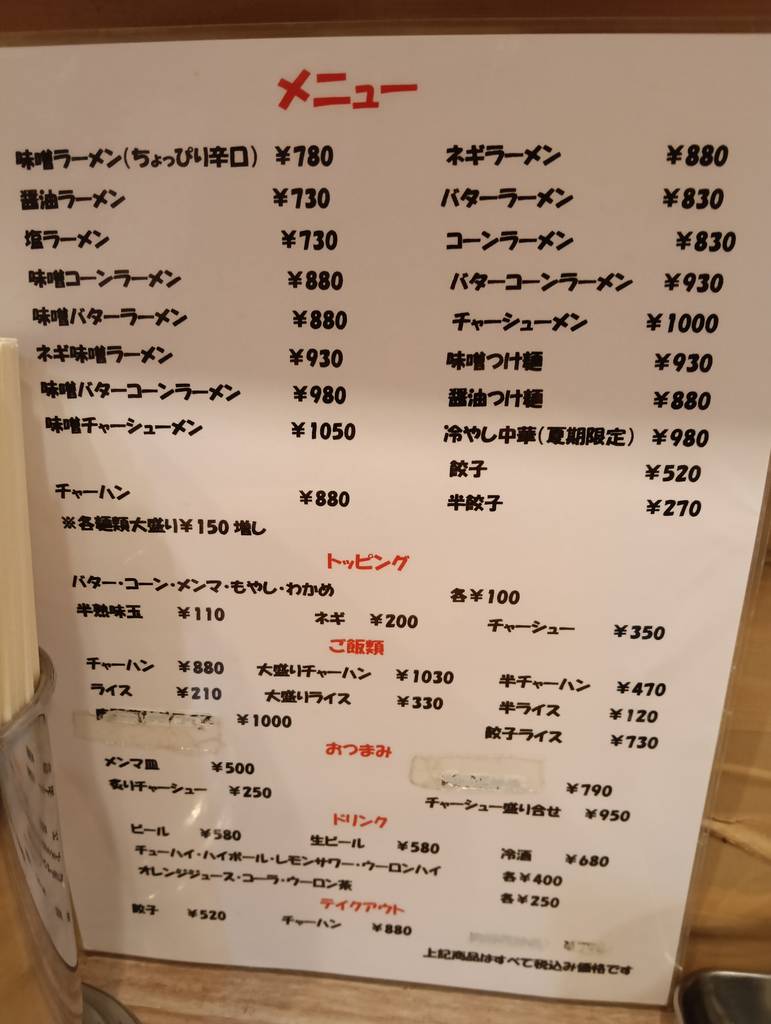 メニュー
味噌ラーメン(ちょっぴり辛口) ¥780
醤油ラーメン ¥730
塩ラーメン ¥730
味噌コーンラーメン ¥880
味噌バターラーメン ¥880
ネギ味噌ラーメン ¥930
味噌バターコーンラーメン ¥980
味噌チャーシューメン ¥1050
チャーハン ¥880
※各麺類大盛り¥150増し
ネギラーメン ¥880
バターラーメン ¥830
コーンラーメン ¥830
バターコーンラーメン ¥930
チャーシューメン ¥1000
味噌つけ麺 ¥930
醤油つけ麺 ¥880
冷やし中華(夏期限定) ¥980
餃子 ¥520
半餃子 ¥270
トッピング
バター・コーン・メンマ・もやし・わかめ 各¥100
半熟味玉 ¥110 ネギ ¥200 チャーシュー ¥350
ご飯類
チャーハン ¥880 大盛りチャーハン ¥1030 半チャーハン ¥470
ライス ¥210 大盛りライス ¥330 半ライス ¥120
¥1000 餃子ライス ¥730
おつまみ
メンマ皿 ¥500 ¥790
炙りチャーシュー ¥250 チャーシュー盛り合せ ¥950
ドリンク
ビール ¥580 生ビール ¥580 冷酒 ¥680
チューハイ・ハイボール・レモンサワー・ウーロンハイ 各¥400
オレンジジュース・コーラ・ウーロン茶 各¥250
テイクアウト
餃子 ¥520 チャーハン ¥880
上記商品はすべて税込み価格です